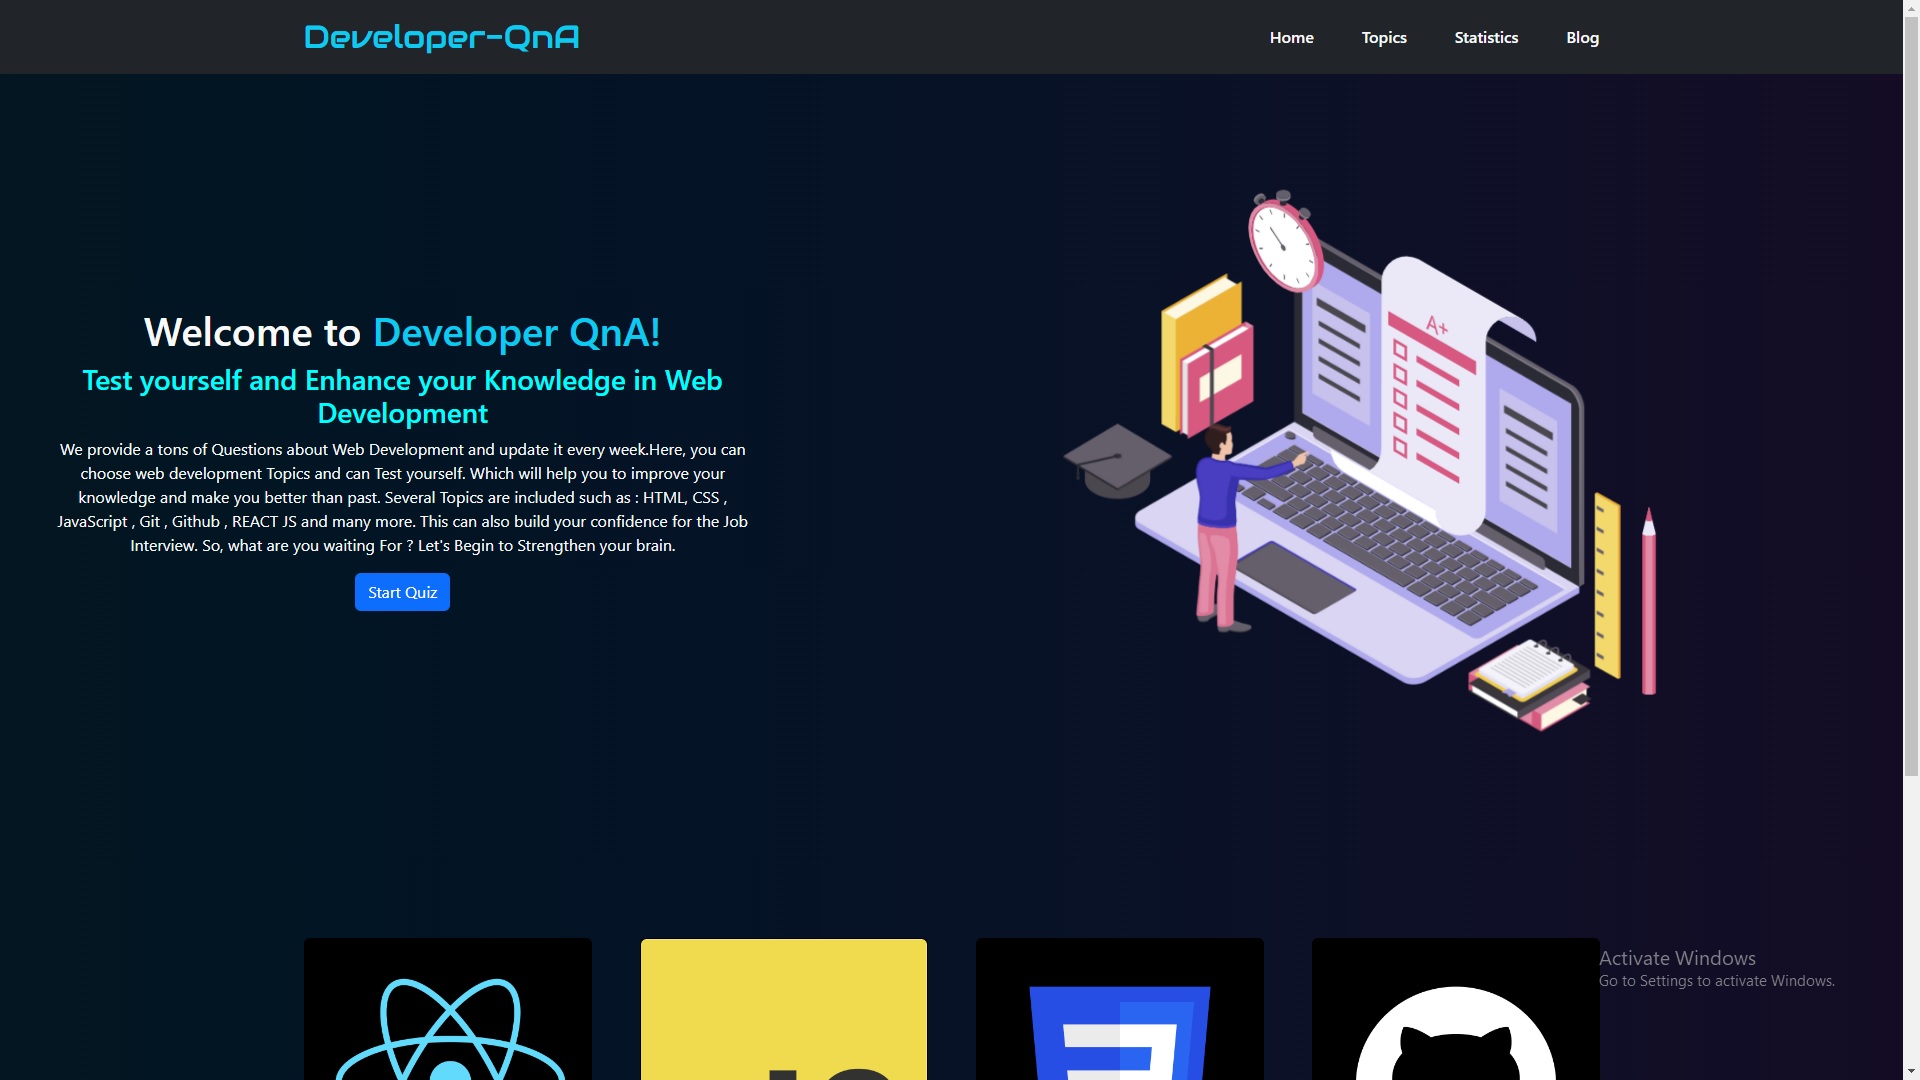 Developer-QnA
Home Topics Statistics Blog
Welcome to Developer QnA!
Test yourself and Enhance your Knowledge in Web
Development
We provide a tons of Questions about Web Development and update it every week.Here, you can
choose web development Topics and can Test yourself. Which will help you to improve your
knowledge and make you better than past. Several Topics are included such as : HTML, CSS ,
JavaScript , Git , Github , REACT JS and many more. This can also build your confidence for the Job
Interview. So, what are you waiting For ? Let's Begin to Strengthen your brain.
Start Quiz
A+
Activate Windows
Go to Settings to activate Windows.